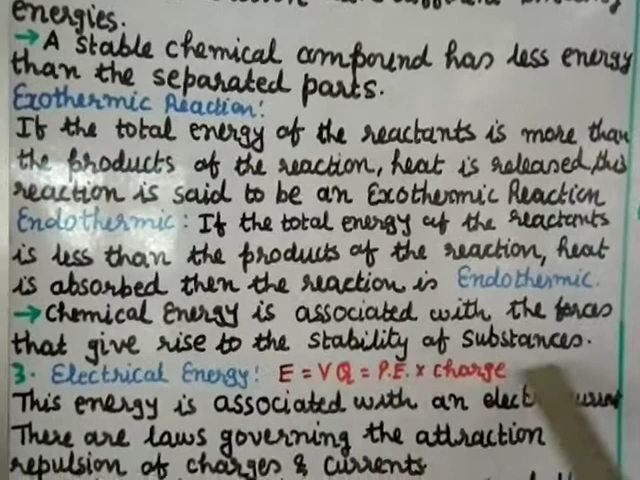 energies.
→ A stable chemical compound has less energy
than the separated parts.
Exothermic Reaction:
If the total energy of the reactants is more than
the products of the reaction, heat is released, this
reaction is said to be an Exothermic Reaction
Endothermic: If the total energy of the reactants
is less than the products of the reaction, heat
is absorbed then the reaction is Endothermic.
→ Chemical Energy is associated with the forces
that give rise to the stability of substances.
3. Electrical Energy: E = VQ = P.E. x charge
This energy is associated with an
There are laws governing the attraction
repulsion of charges & currents